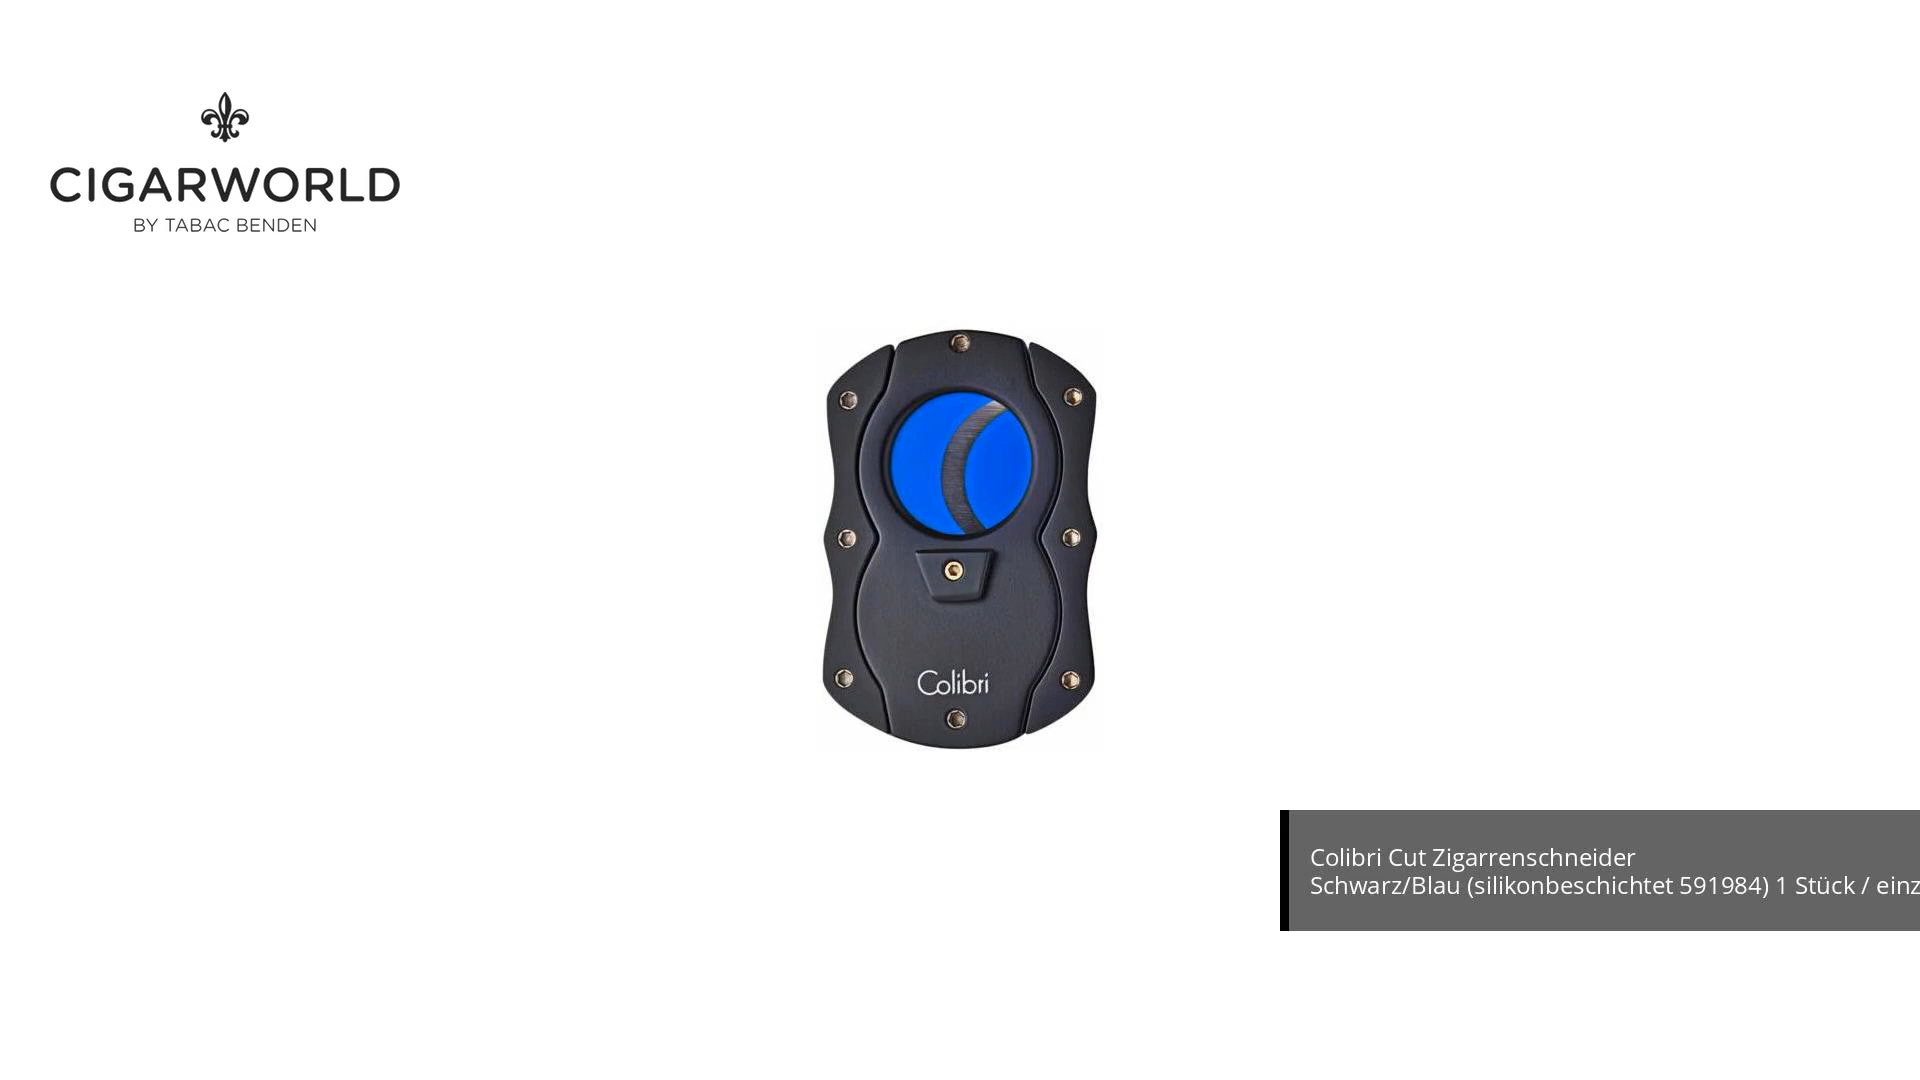 CIGARWORLD
BY TABAC BENDEN
Colibri
Colibri Cut Zigarrenschneider
Schwarz/Blau (silikonbeschichtet 591984) 1 Stück / einz